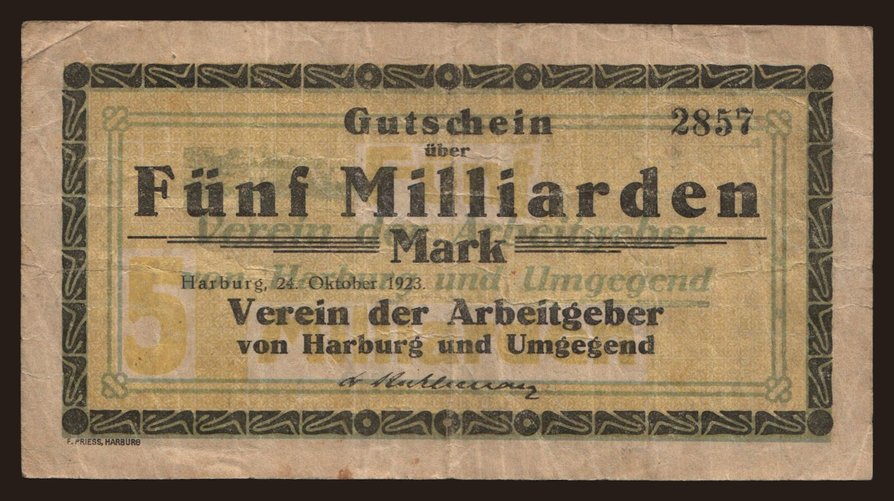 Gutschein
2857
über
Fünf Milliarden
Mark
Harburg, 24. Oktober 1923.
Verein der Arbeitgeber
von Harburg und Umgegend
Verein der Arbeitgeber
von Harburg und Umgegend
5
F. PRIESS, HARBURG